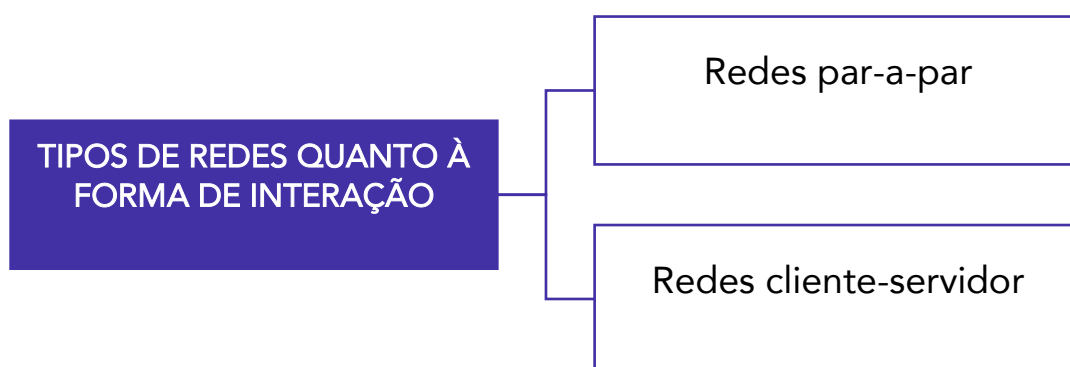 TIPOS DE REDES QUANTO À
FORMA DE INTERAÇÃO
Redes par-a-par
Redes cliente-servidor